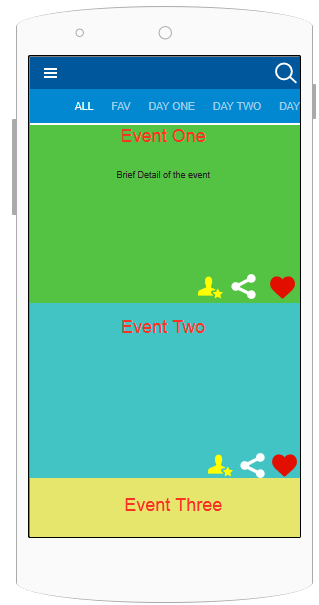 ALL FAV DAY ONE DAY TWO DAY
Event One
Brief Detail of the event
Event Two
Event Three